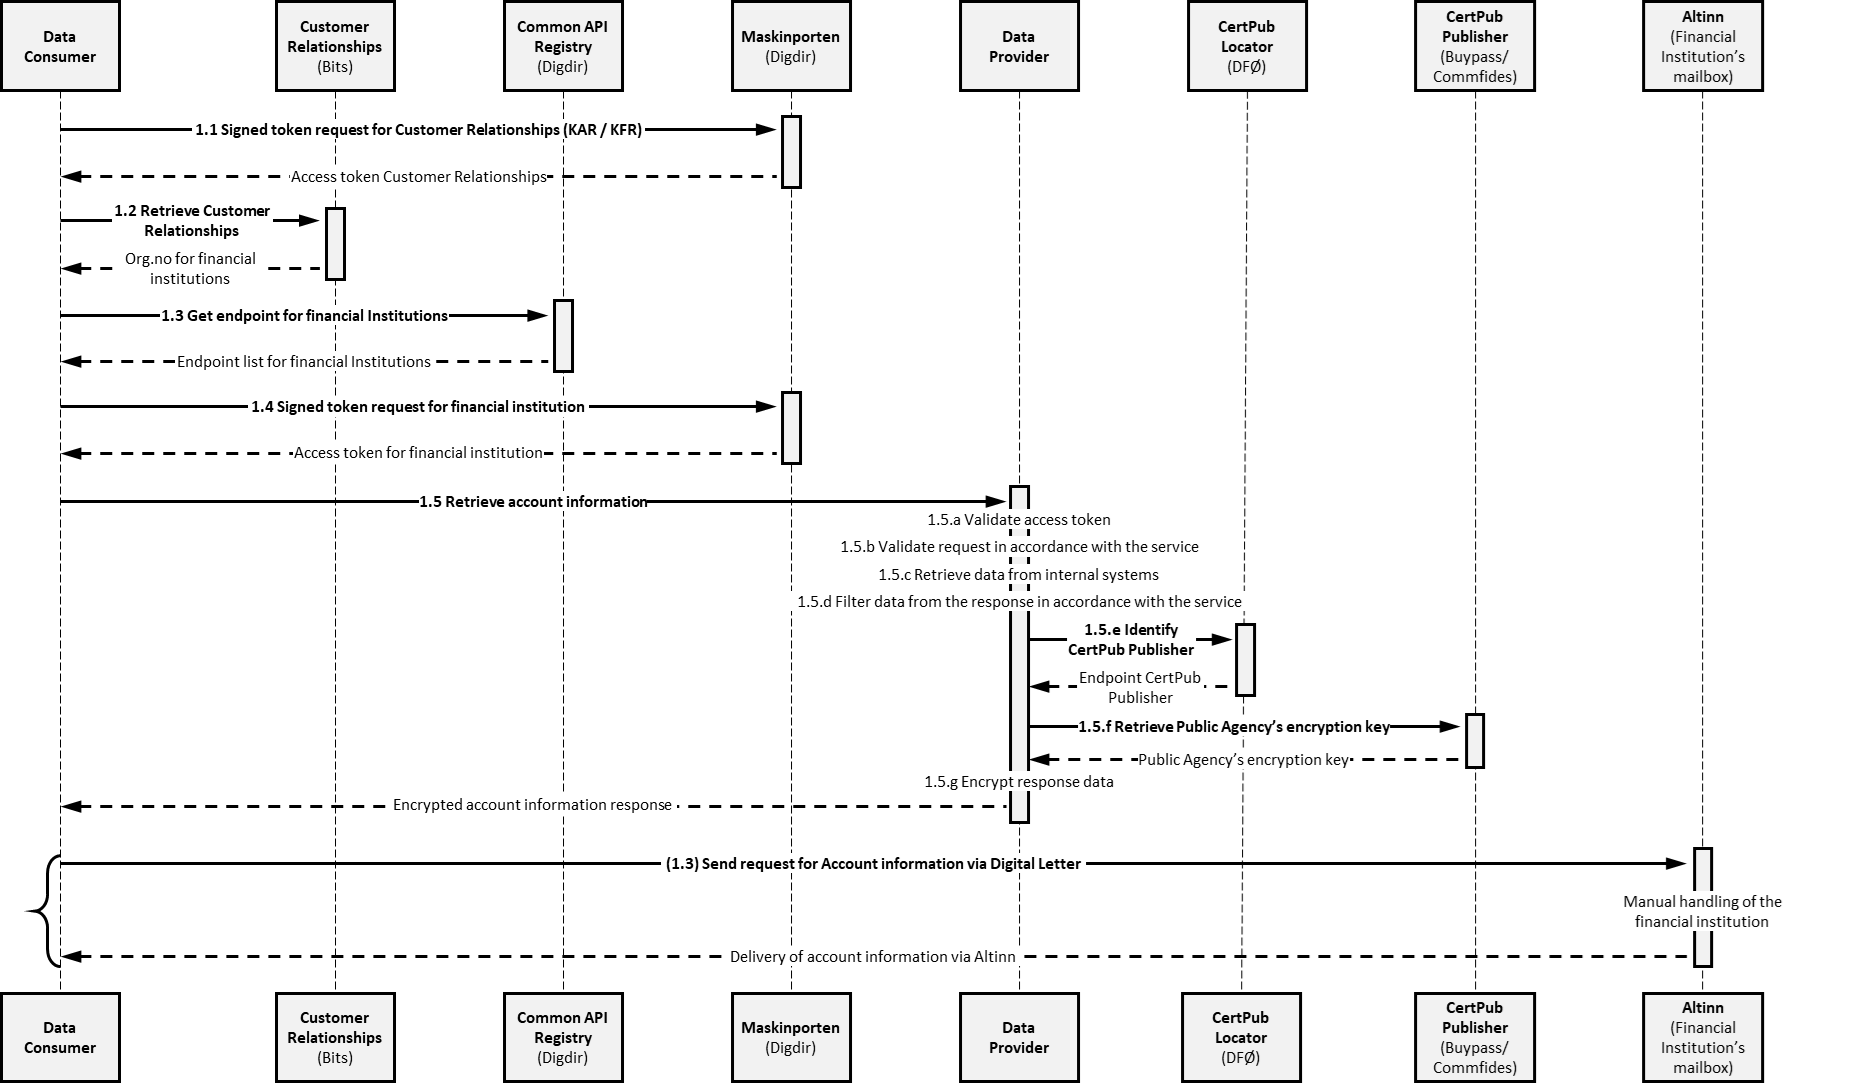 Data
Consumer
Customer
Relationships
(Bits)
Common API
Registry
(Digdir)
Maskinporten
(Digdir)
Data
Provider
CertPub
Locator
(DFØ)
CertPub
Publisher
(Buypass/
Commfides)
Altinn
(Financial
Institution’s
mailbox)
1.1 Signed token request for Customer Relationships (KAR / KFR)
Access token Customer Relationships
1.2 Retrieve Customer
Relationships
Org.no for financial
institutions
1.3 Get endpoint for financial Institutions
Endpoint list for financial Institutions
1.4 Signed token request for financial institution
Access token for financial institution
1.5 Retrieve account information
1.5.a Validate access token
1.5.b Validate request in accordance with the service
1.5.c Retrieve data from internal systems
1.5.d Filter data from the response in accordance with the service
1.5.e Identify
CertPub Publisher
Endpoint CertPub
Publisher
1.5.f Retrieve Public Agency’s encryption key
Public Agency’s encryption key
1.5.g Encrypt response data
Encrypted account information response
(1.3) Send request for Account information via Digital Letter
Manual handling of the
financial institution
Delivery of account information via Altinn
Data
Consumer
Customer
Relationships
(Bits)
Common API
Registry
(Digdir)
Maskinporten
(Digdir)
Data
Provider
CertPub
Locator
(DFØ)
CertPub
Publisher
(Buypass/
Commfides)
Altinn
(Financial
Institution’s
mailbox)